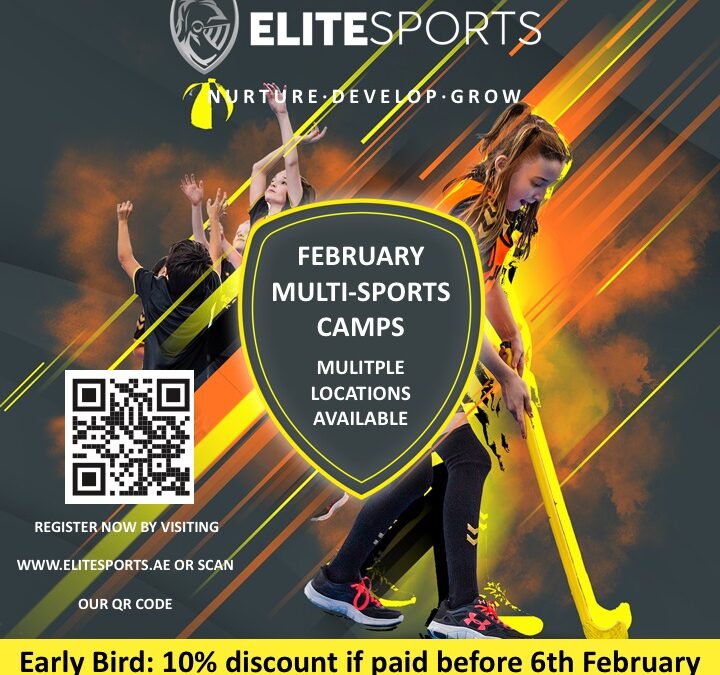 ELITESPORTS
NURTURE·DEVELOP·GROW
FEBRUARY
MULTI-SPORTS
CAMPS
MULITPLE
LOCATIONS
AVAILABLE
REGISTER NOW BY VISITING
WWW.ELITESPORTS.AE OR SCAN
OUR QR CODE
Early Bird: 10% discount if paid before 6th February